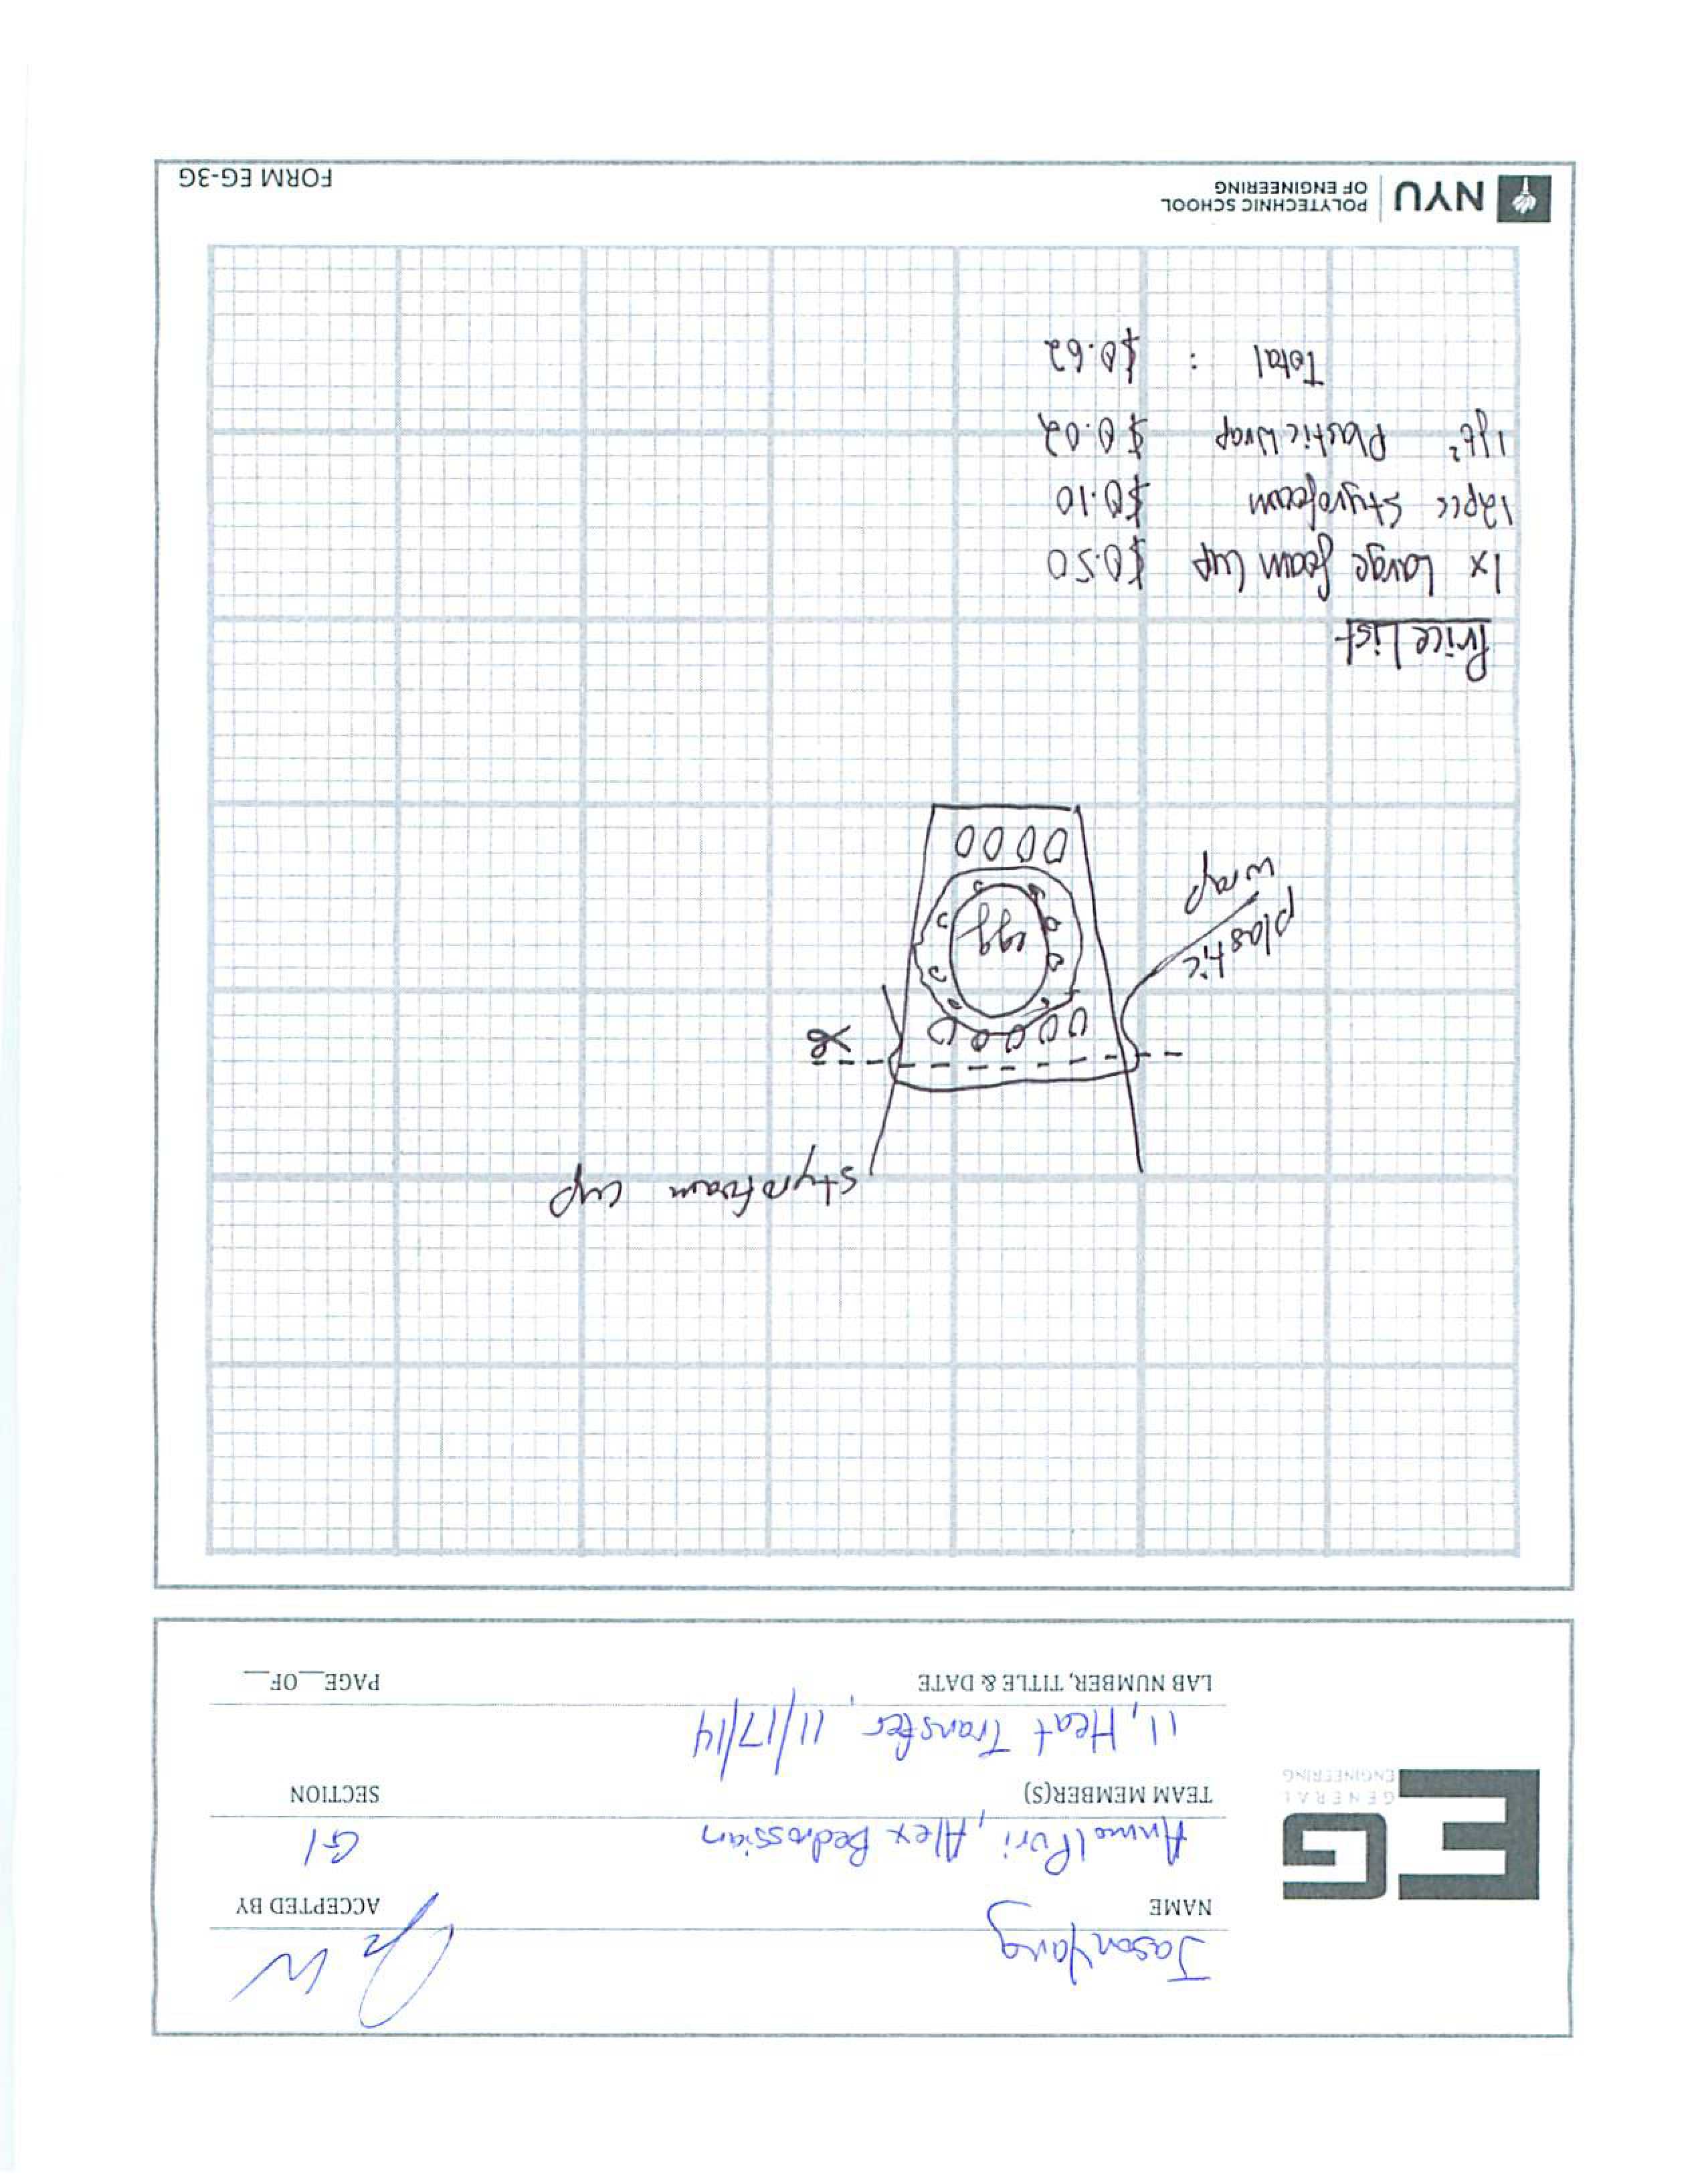 Jason Yang
NAME
ACCEPTED BY
Anmol Puri, Alex Bedrossian
G1
TEAM MEMBER(S)
SECTION
11, Heat Transfer, 11/17/14
LAB NUMBER, TITLE & DATE
PAGE__OF__
EG
GENERAL
ENGINEERING
styrofoam cup
plastic
wrap
egg
Price List
1x Large foam cup $0.50
12pcs styrofoam $0.10
1ft² Plastic Wrap $0.02
Total : $0.62
NYU
POLYTECHNIC SCHOOL
OF ENGINEERING
FORM EG-3G